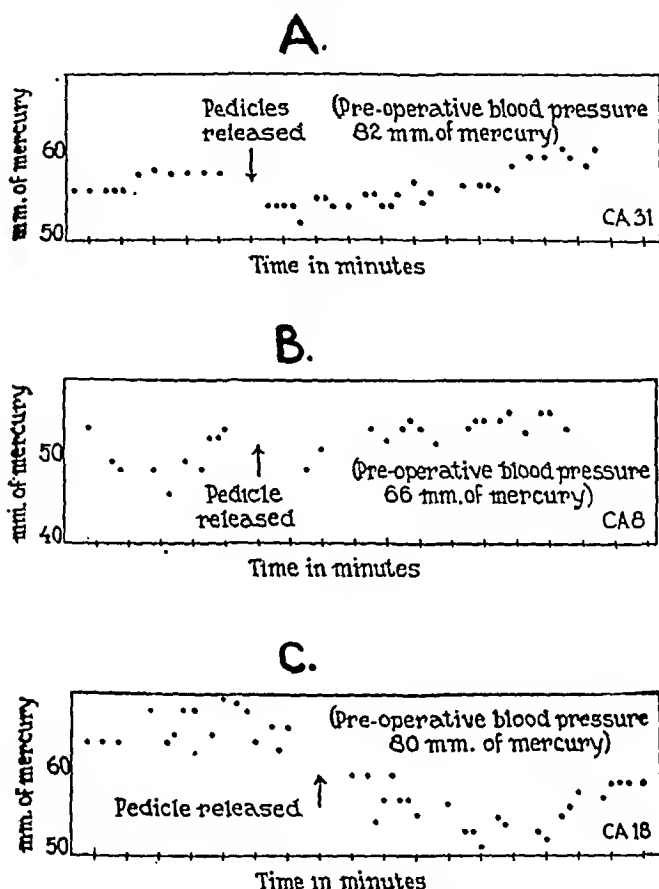 A.
mm. of mercury
60
50
Pedicles
released
(Pre-operative blood pressure
82 mm. of mercury)
CA 31
Time in minutes
B.
mm. of mercury
50
40
Pedicle
released
(Pre-operative blood pressure
66 mm. of mercury)
CA 8
Time in minutes
C.
mm. of mercury
60
50
Pedicle released
(Pre-operative blood pressure
80 mm. of mercury)
CA 18
Time in minutes